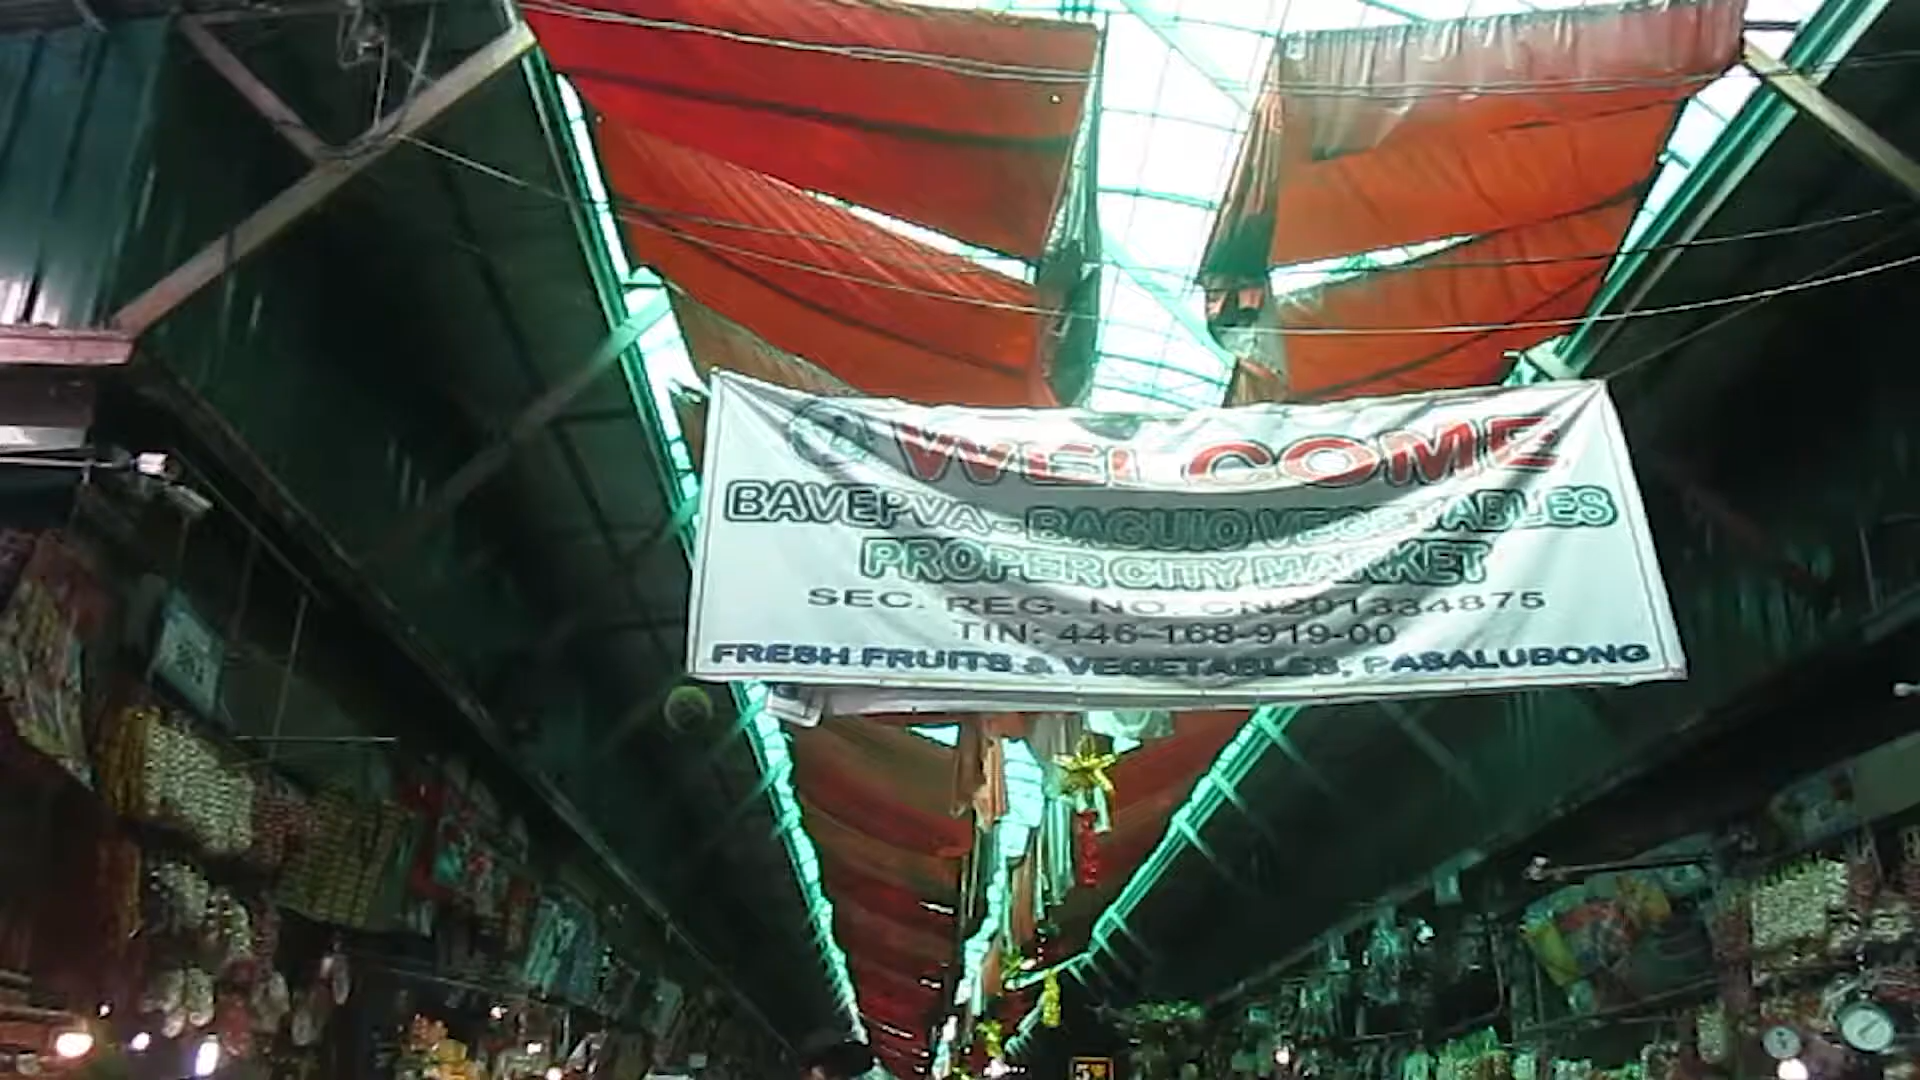 WELCOME
BAVEPVA - BAGUIO VEGETABLES
PROPER CITY MARKET
SEC. REG. NO. CN201334875
TIN: 446-168-919-00
FRESH FRUITS & VEGETABLES, PASALUBONG